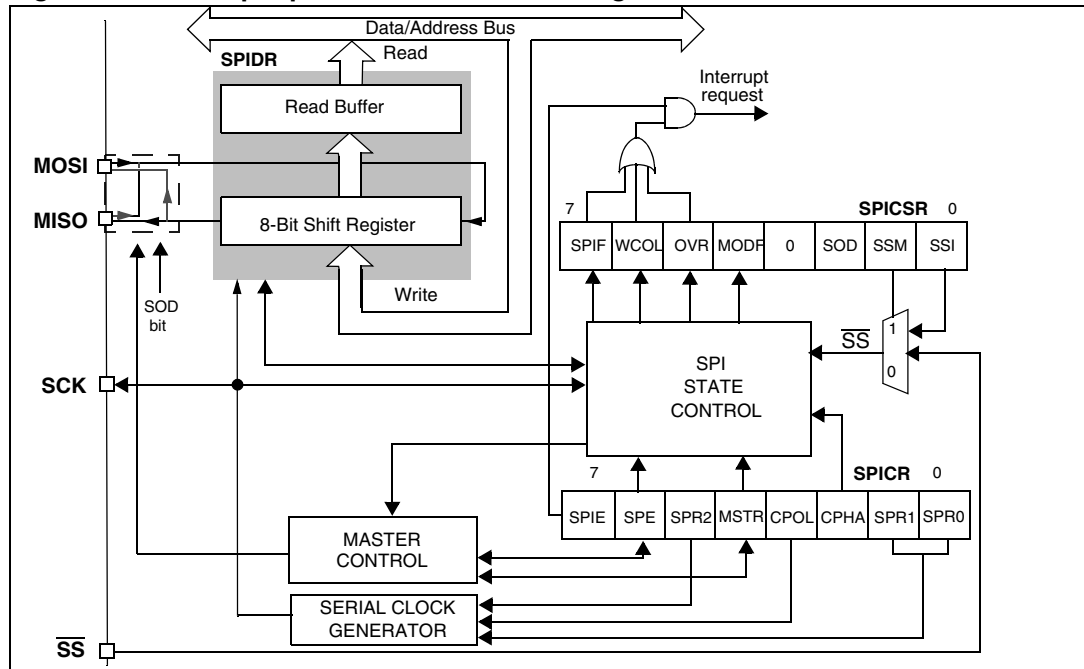 Data/Address Bus
SPIDR
Read
Interrupt
request
Read Buffer
MOSI
MISO
8-Bit Shift Register
7
SPICSR
0
SPIF
WCOL
OVR
MODF
0
SOD
SSM
SSI
Write
SOD
bit
SS
1
0
SPI
STATE
CONTROL
SCK
7
SPICR
0
SPIE
SPE
SPR2
MSTR
CPOL
CPHA
SPR1
SPR0
MASTER
CONTROL
SERIAL CLOCK
GENERATOR
SS